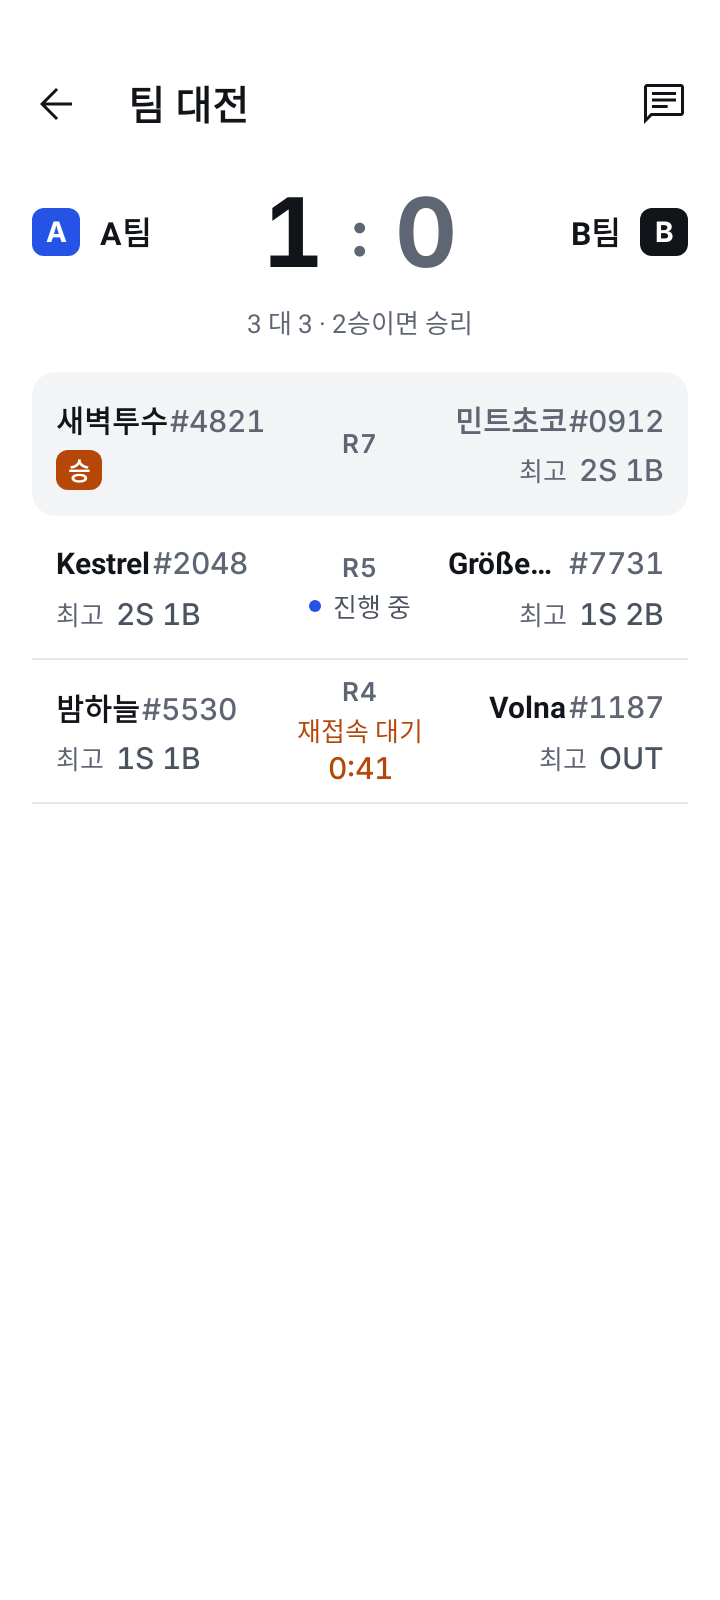 팀 대전
A A팀 1 : 0 B팀 B
3 대 3 · 2승이면 승리
새벽투수#4821 R7 민트초코#0912
승 최고 2S 1B
Kestrel#2048 R5 Größe... #7731
최고 2S 1B 진행 중 최고 1S 2B
밤하늘#5530 R4 Volna#1187
재접속 대기
최고 1S 1B 0:41 최고 OUT